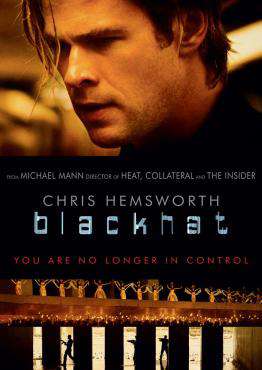 FROM MICHAEL MANN DIRECTOR OF HEAT, COLLATERAL AND THE INSIDER
CHRIS HEMSWORTH
blackhat
YOU ARE NO LONGER IN CONTROL